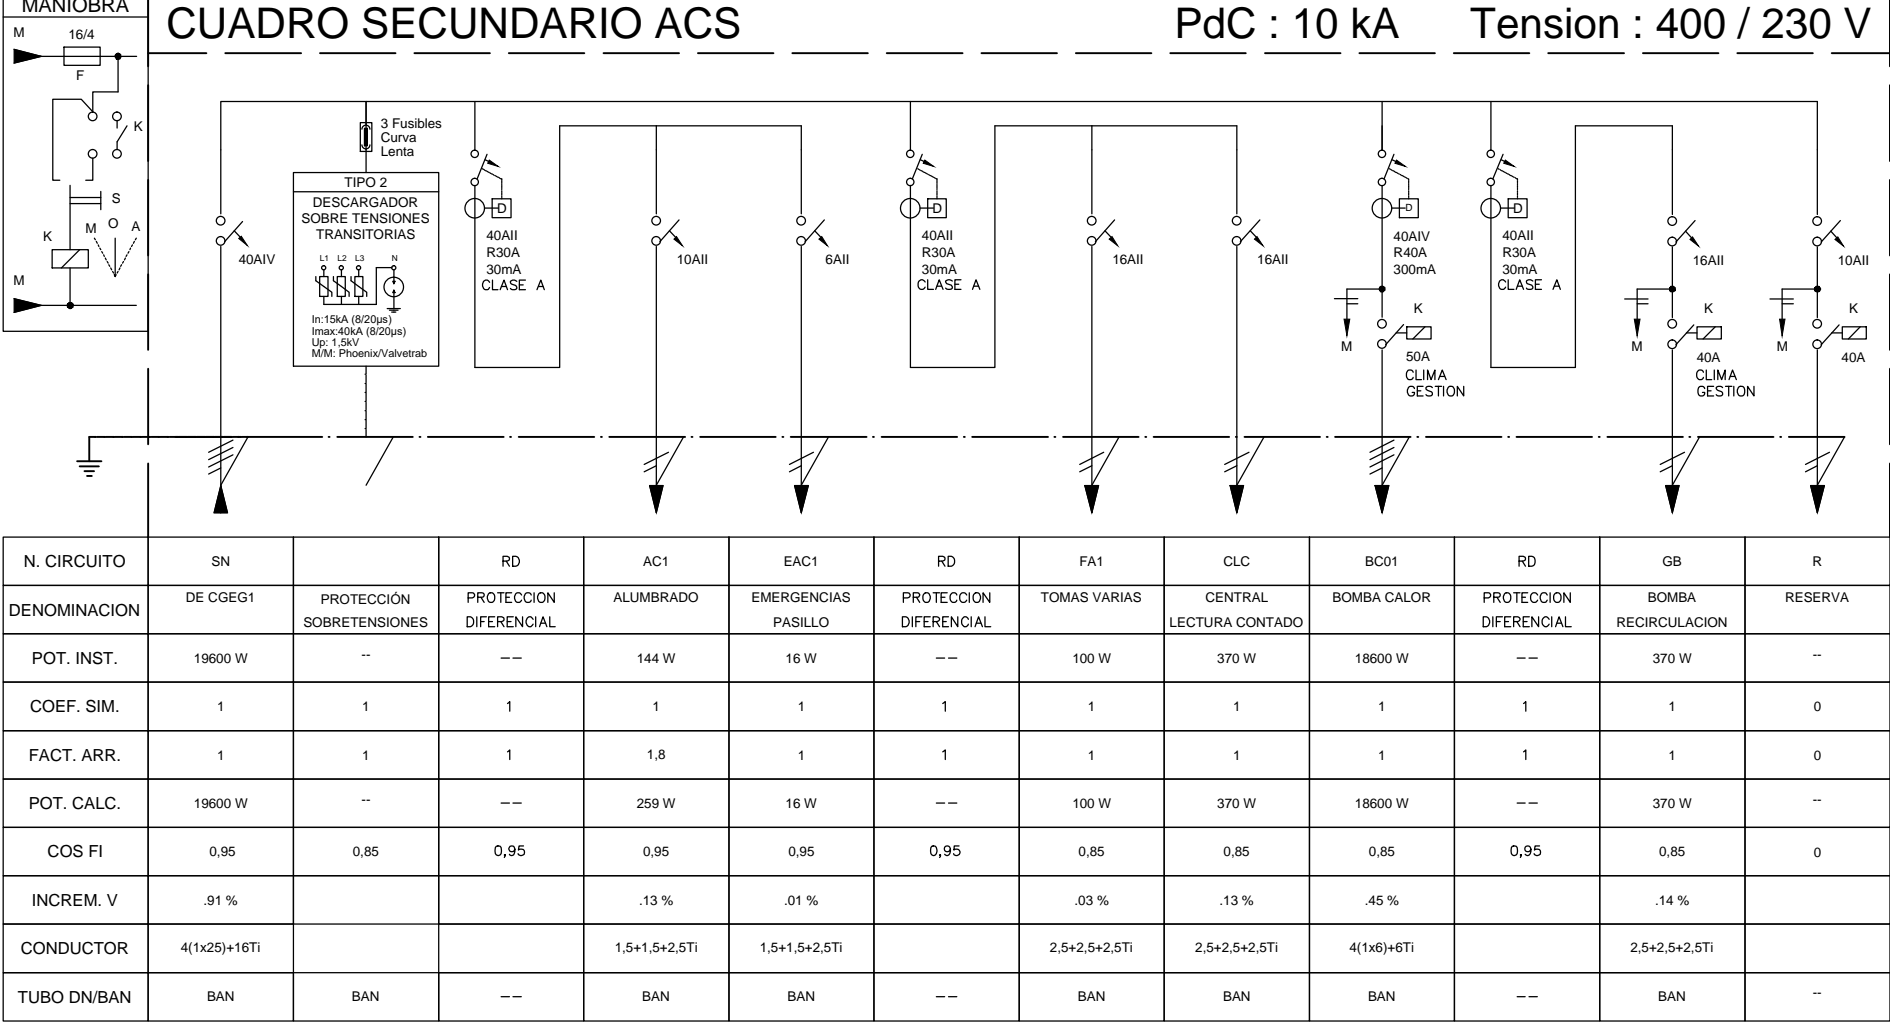 MANIOBRA
CUADRO SECUNDARIO ACS
PdC : 10 kA
Tension : 400 / 230 V
M
16/4
F
K
S
M O A
K
M
40AIV
3 Fusibles
Curva
Lenta
TIPO 2
DESCARGADOR
SOBRE TENSIONES
TRANSITORIAS
L1 L2 L3 N
In:15kA (8/20µs)
Imax:40kA (8/20µs)
Up: 1,5kV
M/M: Phoenix/Valvetrab
D
40AII
R30A
30mA
CLASE A
10AII
6AII
D
40AII
R30A
30mA
CLASE A
16AII
16AII
D
40AIV
R40A
300mA
M
K
50A
CLIMA
GESTION
D
40AII
R30A
30mA
CLASE A
16AII
M
K
40A
CLIMA
GESTION
10AII
M
K
40A
N. CIRCUITO SN RD AC1 EAC1 RD FA1 CLC BC01 RD GB R
DENOMINACION DE CGEG1 PROTECCIÓN SOBRETENSIONES PROTECCION DIFERENCIAL ALUMBRADO EMERGENCIAS PASILLO PROTECCION DIFERENCIAL TOMAS VARIAS CENTRAL LECTURA CONTADO BOMBA CALOR PROTECCION DIFERENCIAL BOMBA RECIRCULACION RESERVA
POT. INST. 19600 W -- -- 144 W 16 W -- 100 W 370 W 18600 W -- 370 W --
COEF. SIM. 1 1 1 1 1 1 1 1 1 1 1 0
FACT. ARR. 1 1 1 1,8 1 1 1 1 1 1 1 0
POT. CALC. 19600 W -- -- 259 W 16 W -- 100 W 370 W 18600 W -- 370 W --
COS FI 0,95 0,85 0,95 0,95 0,95 0,95 0,85 0,85 0,85 0,95 0,85 0
INCREM. V .91 % .13 % .01 % .03 % .13 % .45 % .14 %
CONDUCTOR 4(1x25)+16Ti 1,5+1,5+2,5Ti 1,5+1,5+2,5Ti 2,5+2,5+2,5Ti 2,5+2,5+2,5Ti 4(1x6)+6Ti 2,5+2,5+2,5Ti
TUBO DN/BAN BAN BAN -- BAN BAN -- BAN BAN BAN -- BAN --